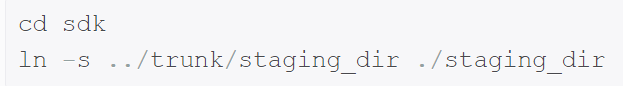 cd sdk
ln -s ../trunk/staging_dir ./staging_dir